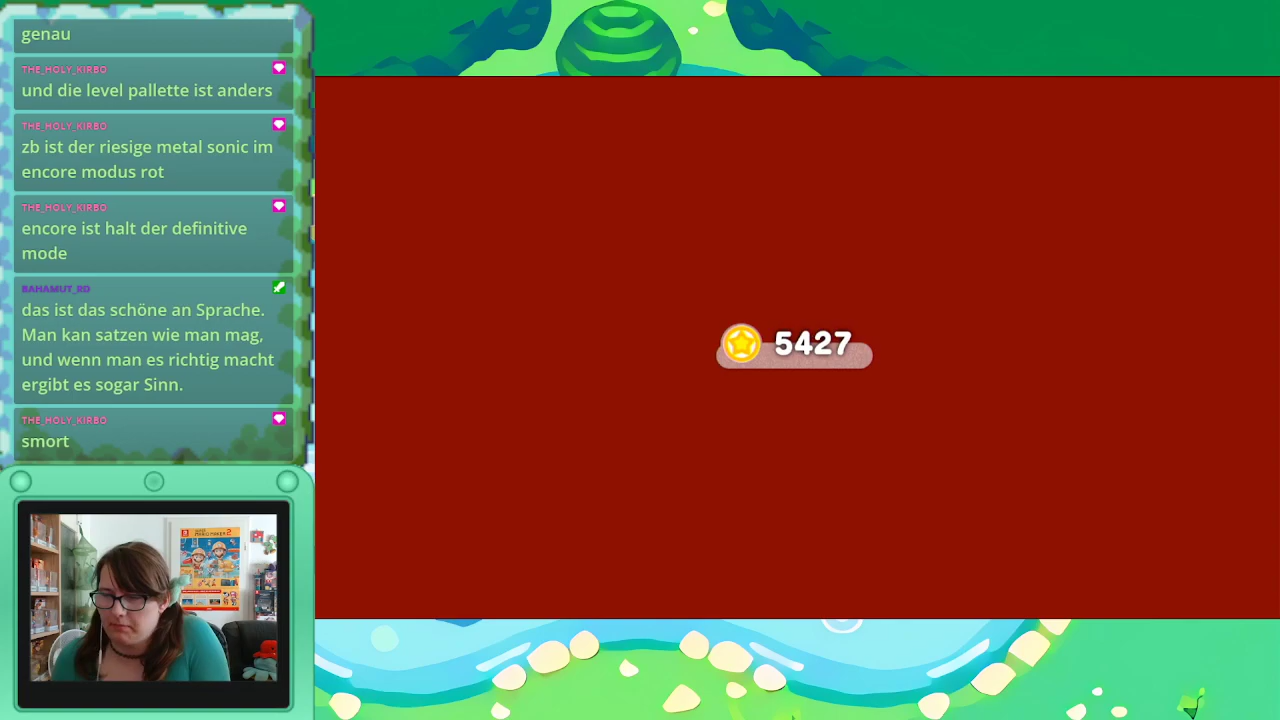 genau
THE_HOLY_KIRBO
und die level pallette ist anders
THE_HOLY_KIRBO
zb ist der riesige metal sonic im
encore modus rot
THE_HOLY_KIRBO
encore ist halt der definitive
mode
BAHAMUT_RD
das ist das schöne an Sprache.
Man kan satzen wie man mag,
und wenn man es richtig macht
ergibt es sogar Sinn.
THE_HOLY_KIRBO
smort
5427